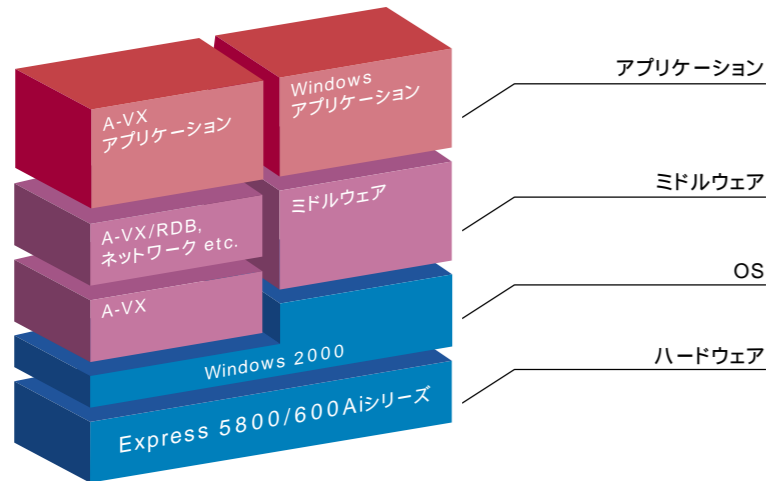 A-VX
アプリケーション
Windows
アプリケーション
アプリケーション
A-VX/RDB,
ネットワーク etc.
ミドルウェア
ミドルウェア
A-VX
OS
Windows 2000
ハードウェア
Express 5800/600Aiシリーズ